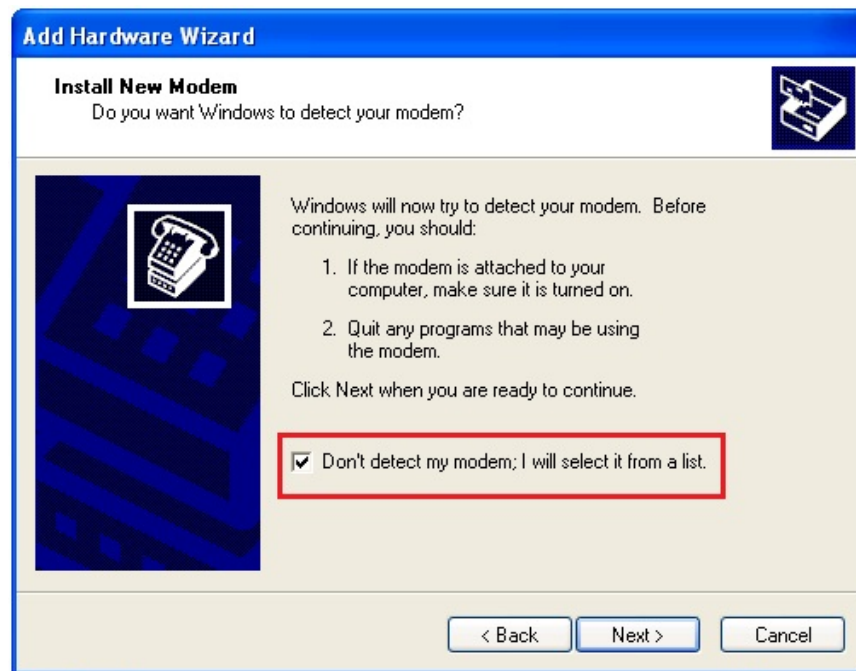 Add Hardware Wizard
Install New Modem
Do you want Windows to detect your modem?
Windows will now try to detect your modem. Before
continuing, you should:
1. If the modem is attached to your
computer, make sure it is turned on.
2. Quit any programs that may be using
the modem.
Click Next when you are ready to continue.
Don't detect my modem; I will select it from a list.
< Back
Next >
Cancel